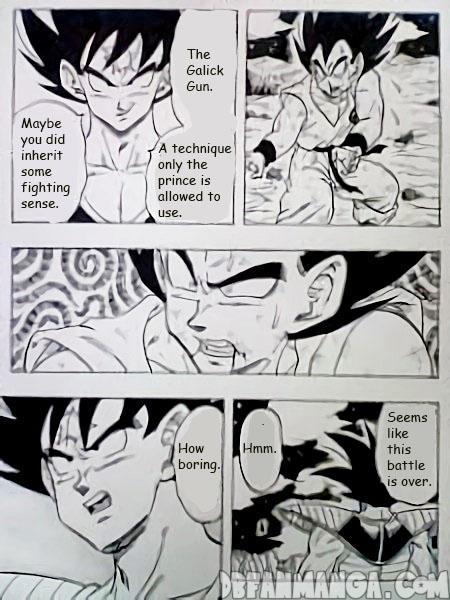 The
Galick
Gun.
A technique
only the
prince is
allowed to
use.
Maybe
you did
inherit
some
fighting
sense.
How
boring.
Hmm.
Seems
like
this
battle
is over.
DBFANMANGA.COM